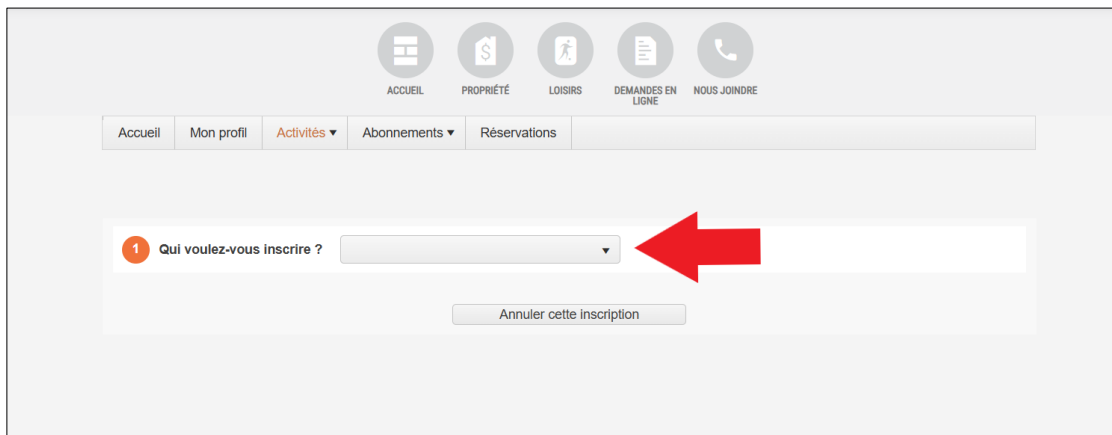 ACCUEIL
PROPRIÉTÉ
LOISIRS
DEMANDES EN
LIGNE
NOUS JOINDRE
Accueil
Mon profil
Activités ▼
Abonnements ▼
Réservations
1 Qui voulez-vous inscrire ?
Annuler cette inscription